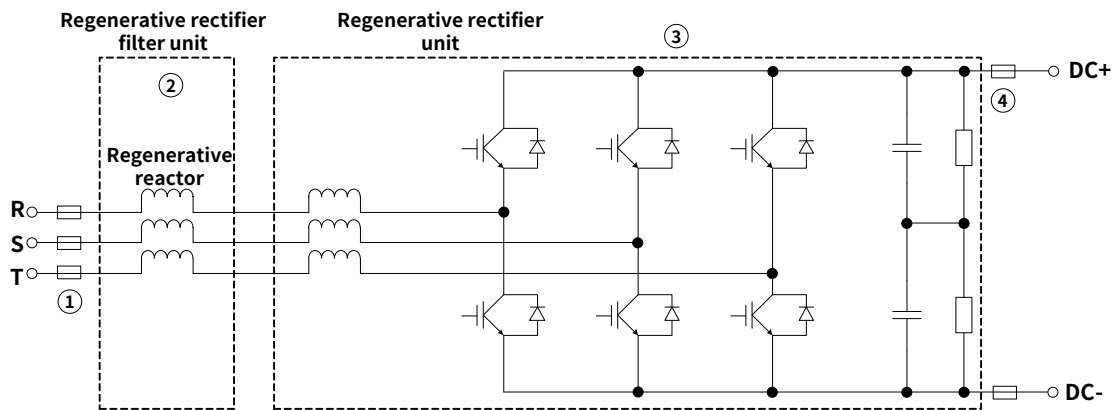 Regenerative rectifier
filter unit
Regenerative rectifier
unit
③
②
DC+
④
Regenerative
reactor
R
S
T
①
DC-